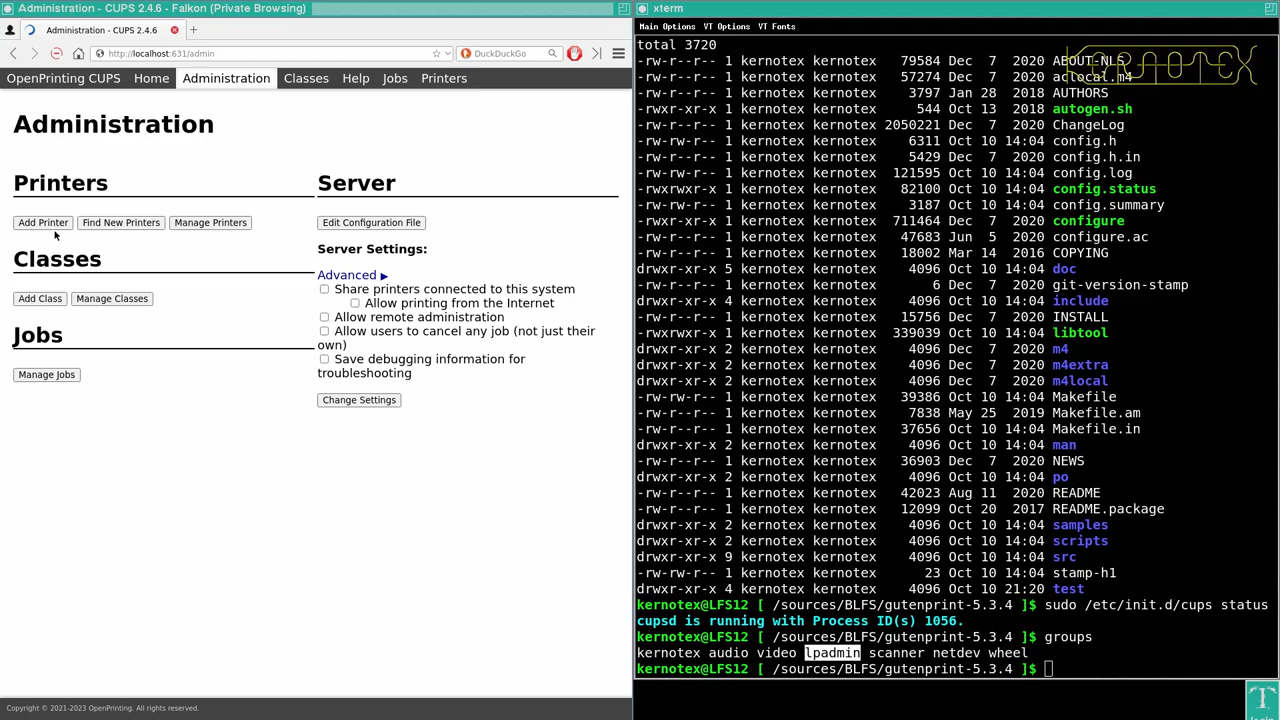 Administration - CUPS 2.4.6 - Falkon (Private Browsing)
Administration - CUPS 2.4.6
http://localhost:631/admin
DuckDuckGo
OpenPrinting CUPS Home Administration Classes Help Jobs Printers
Administration
Printers
Add Printer Find New Printers Manage Printers
Classes
Add Class Manage Classes
Jobs
Manage Jobs
Server
Edit Configuration File
Server Settings:
Advanced ▶
Share printers connected to this system
Allow printing from the Internet
Allow remote administration
Allow users to cancel any job (not just their
own)
Save debugging information for
troubleshooting
Change Settings
Copyright © 2021-2023 OpenPrinting. All rights reserved.
xterm
Main Options VT Options VT Fonts
KERNOTEX
total 3720
-rw-r--r-- 1 kernotex kernotex 79584 Dec 7 2020 ABOUT-NLS
-rw-r--r-- 1 kernotex kernotex 57274 Dec 7 2020 aclocal.m4
-rw-r--r-- 1 kernotex kernotex 3797 Jan 28 2018 AUTHORS
-rwxr-xr-x 1 kernotex kernotex 544 Oct 13 2018 autogen.sh
-rw-r--r-- 1 kernotex kernotex 2050221 Dec 7 2020 ChangeLog
-rw-rw-r-- 1 kernotex kernotex 6311 Oct 10 14:04 config.h
-rw-r--r-- 1 kernotex kernotex 5429 Dec 7 2020 config.h.in
-rw-rw-r-- 1 kernotex kernotex 121595 Oct 10 14:04 config.log
-rwxrwxr-x 1 kernotex kernotex 82100 Oct 10 14:04 config.status
-rw-rw-r-- 1 kernotex kernotex 3187 Oct 10 14:04 config.summary
-rwxr-xr-x 1 kernotex kernotex 711464 Dec 7 2020 configure
-rw-r--r-- 1 kernotex kernotex 47683 Jun 5 2020 configure.ac
-rw-r--r-- 1 kernotex kernotex 18002 Mar 14 2016 COPYING
drwxr-xr-x 5 kernotex kernotex 4096 Oct 10 14:04 doc
-rw-r--r-- 1 kernotex kernotex 6 Dec 7 2020 git-version-stamp
drwxr-xr-x 4 kernotex kernotex 4096 Oct 10 14:04 include
-rw-r--r-- 1 kernotex kernotex 15756 Dec 7 2020 INSTALL
-rwxrwxr-x 1 kernotex kernotex 339039 Oct 10 14:04 libtool
drwxr-xr-x 2 kernotex kernotex 4096 Dec 7 2020 m4
drwxr-xr-x 2 kernotex kernotex 4096 Dec 7 2020 m4extra
drwxr-xr-x 2 kernotex kernotex 4096 Dec 7 2020 m4local
-rw-rw-r-- 1 kernotex kernotex 39386 Oct 10 14:04 Makefile
-rw-r--r-- 1 kernotex kernotex 7838 May 25 2019 Makefile.am
-rw-r--r-- 1 kernotex kernotex 37656 Dec 7 2020 Makefile.in
drwxr-xr-x 2 kernotex kernotex 4096 Oct 10 14:04 man
-rw-r--r-- 1 kernotex kernotex 36903 Dec 7 2020 NEWS
drwxr-xr-x 2 kernotex kernotex 4096 Oct 10 14:04 po
-rw-r--r-- 1 kernotex kernotex 42023 Aug 11 2020 README
-rw-r--r-- 1 kernotex kernotex 12099 Oct 20 2017 README.package
drwxr-xr-x 2 kernotex kernotex 4096 Oct 10 14:04 samples
drwxr-xr-x 2 kernotex kernotex 4096 Oct 10 14:04 scripts
drwxr-xr-x 9 kernotex kernotex 4096 Oct 10 14:04 src
-rw-rw-r-- 1 kernotex kernotex 23 Oct 10 14:04 stamp-h1
drwxr-xr-x 4 kernotex kernotex 4096 Oct 10 21:20 test
kernotex@LFS12 [ /sources/BLFS/gutenprint-5.3.4 ]$ sudo /etc/init.d/cups status
cupsd is running with Process ID(s) 1056.
kernotex@LFS12 [ /sources/BLFS/gutenprint-5.3.4 ]$ groups
kernotex audio video lpadmin scanner netdev wheel
kernotex@LFS12 [ /sources/BLFS/gutenprint-5.3.4 ]$